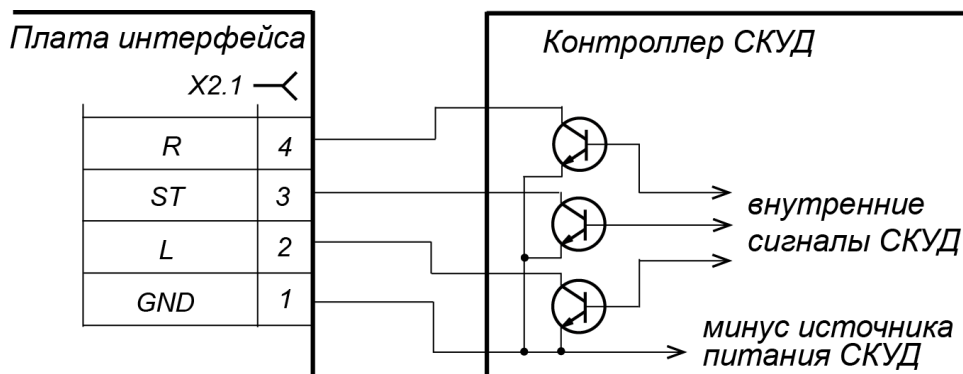 Плата интерфейса
Контроллер СКУД
X2.1
R 4
ST 3
L 2
GND 1
внутренние
сигналы СКУД
минус источника
питания СКУД